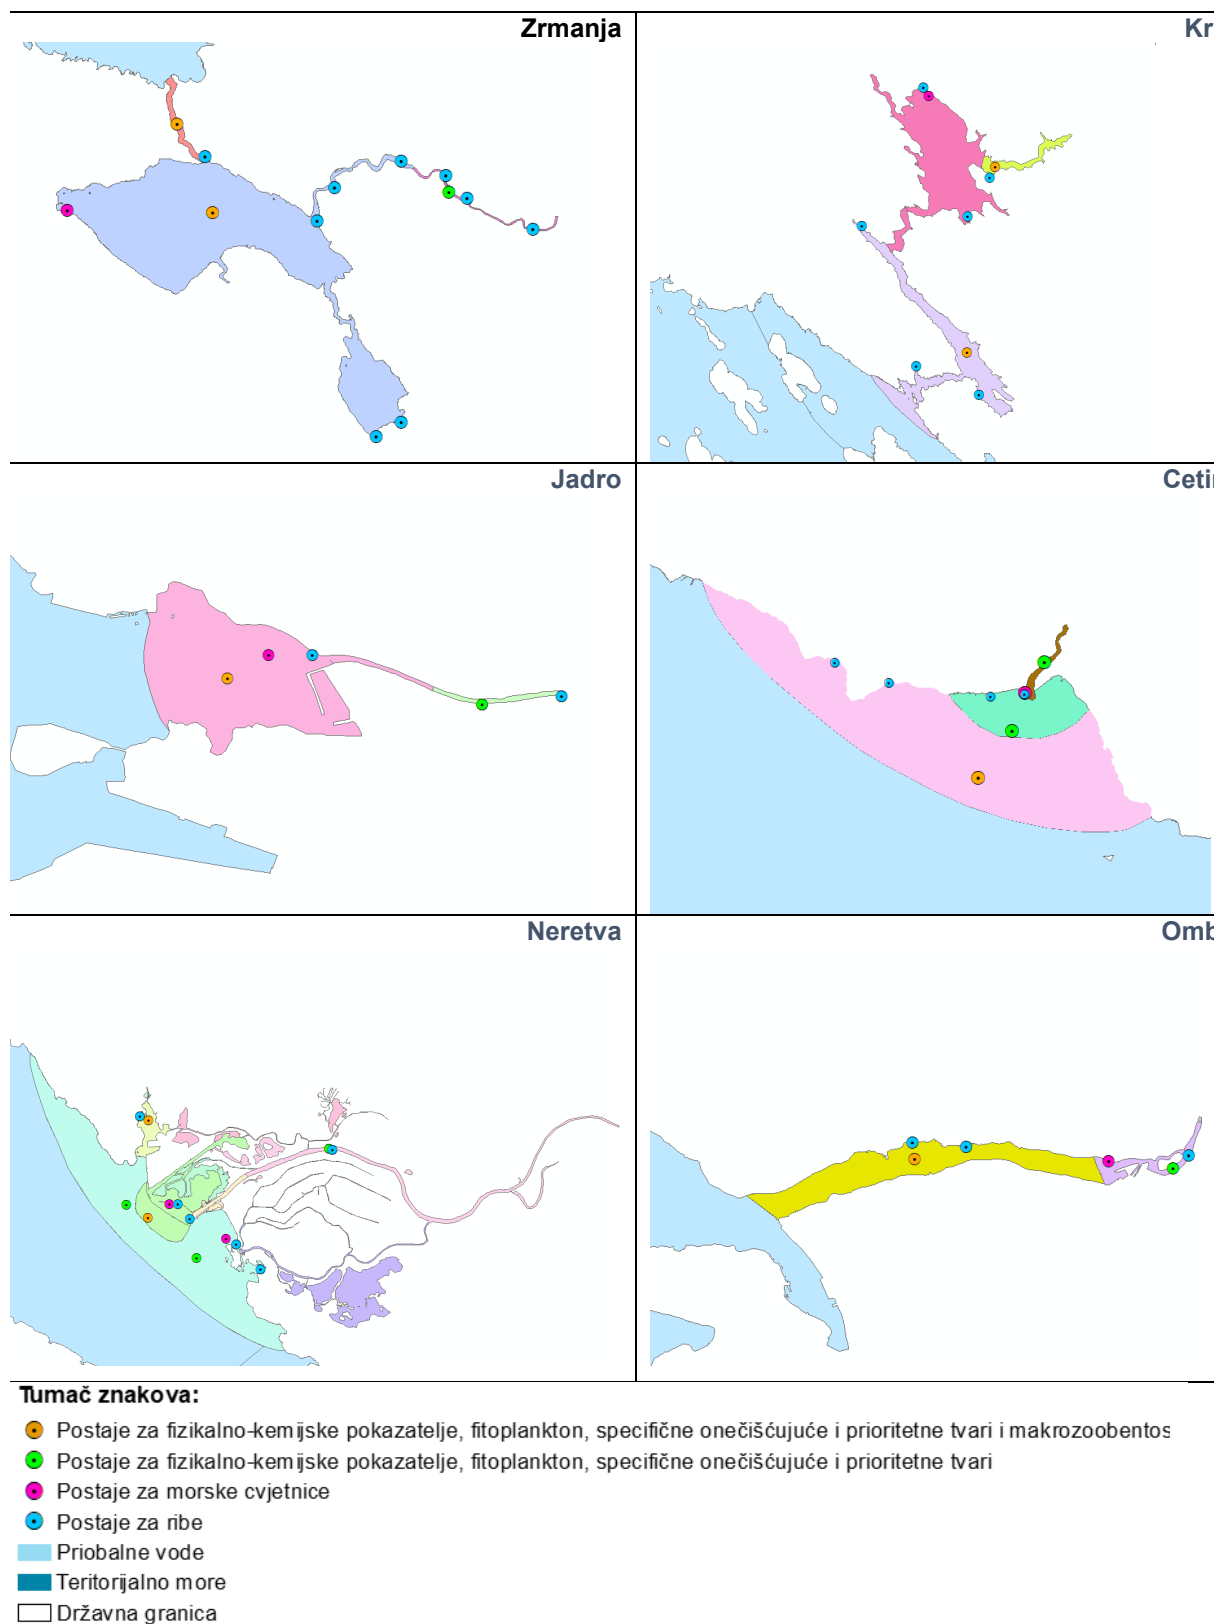 Zrmanja
Kr
Jadro
Cetin
Neretva
Omb
Tumač znakova:
Postaje za fizikalno-kemijske pokazatelje, fitoplankton, specifične onečišćujuće i prioritetne tvari i makrozoobentos
Postaje za fizikalno-kemijske pokazatelje, fitoplankton, specifične onečišćujuće i prioritetne tvari
Postaje za morske cvjetnice
Postaje za ribe
Priobalne vode
Teritorijalno more
Državna granica